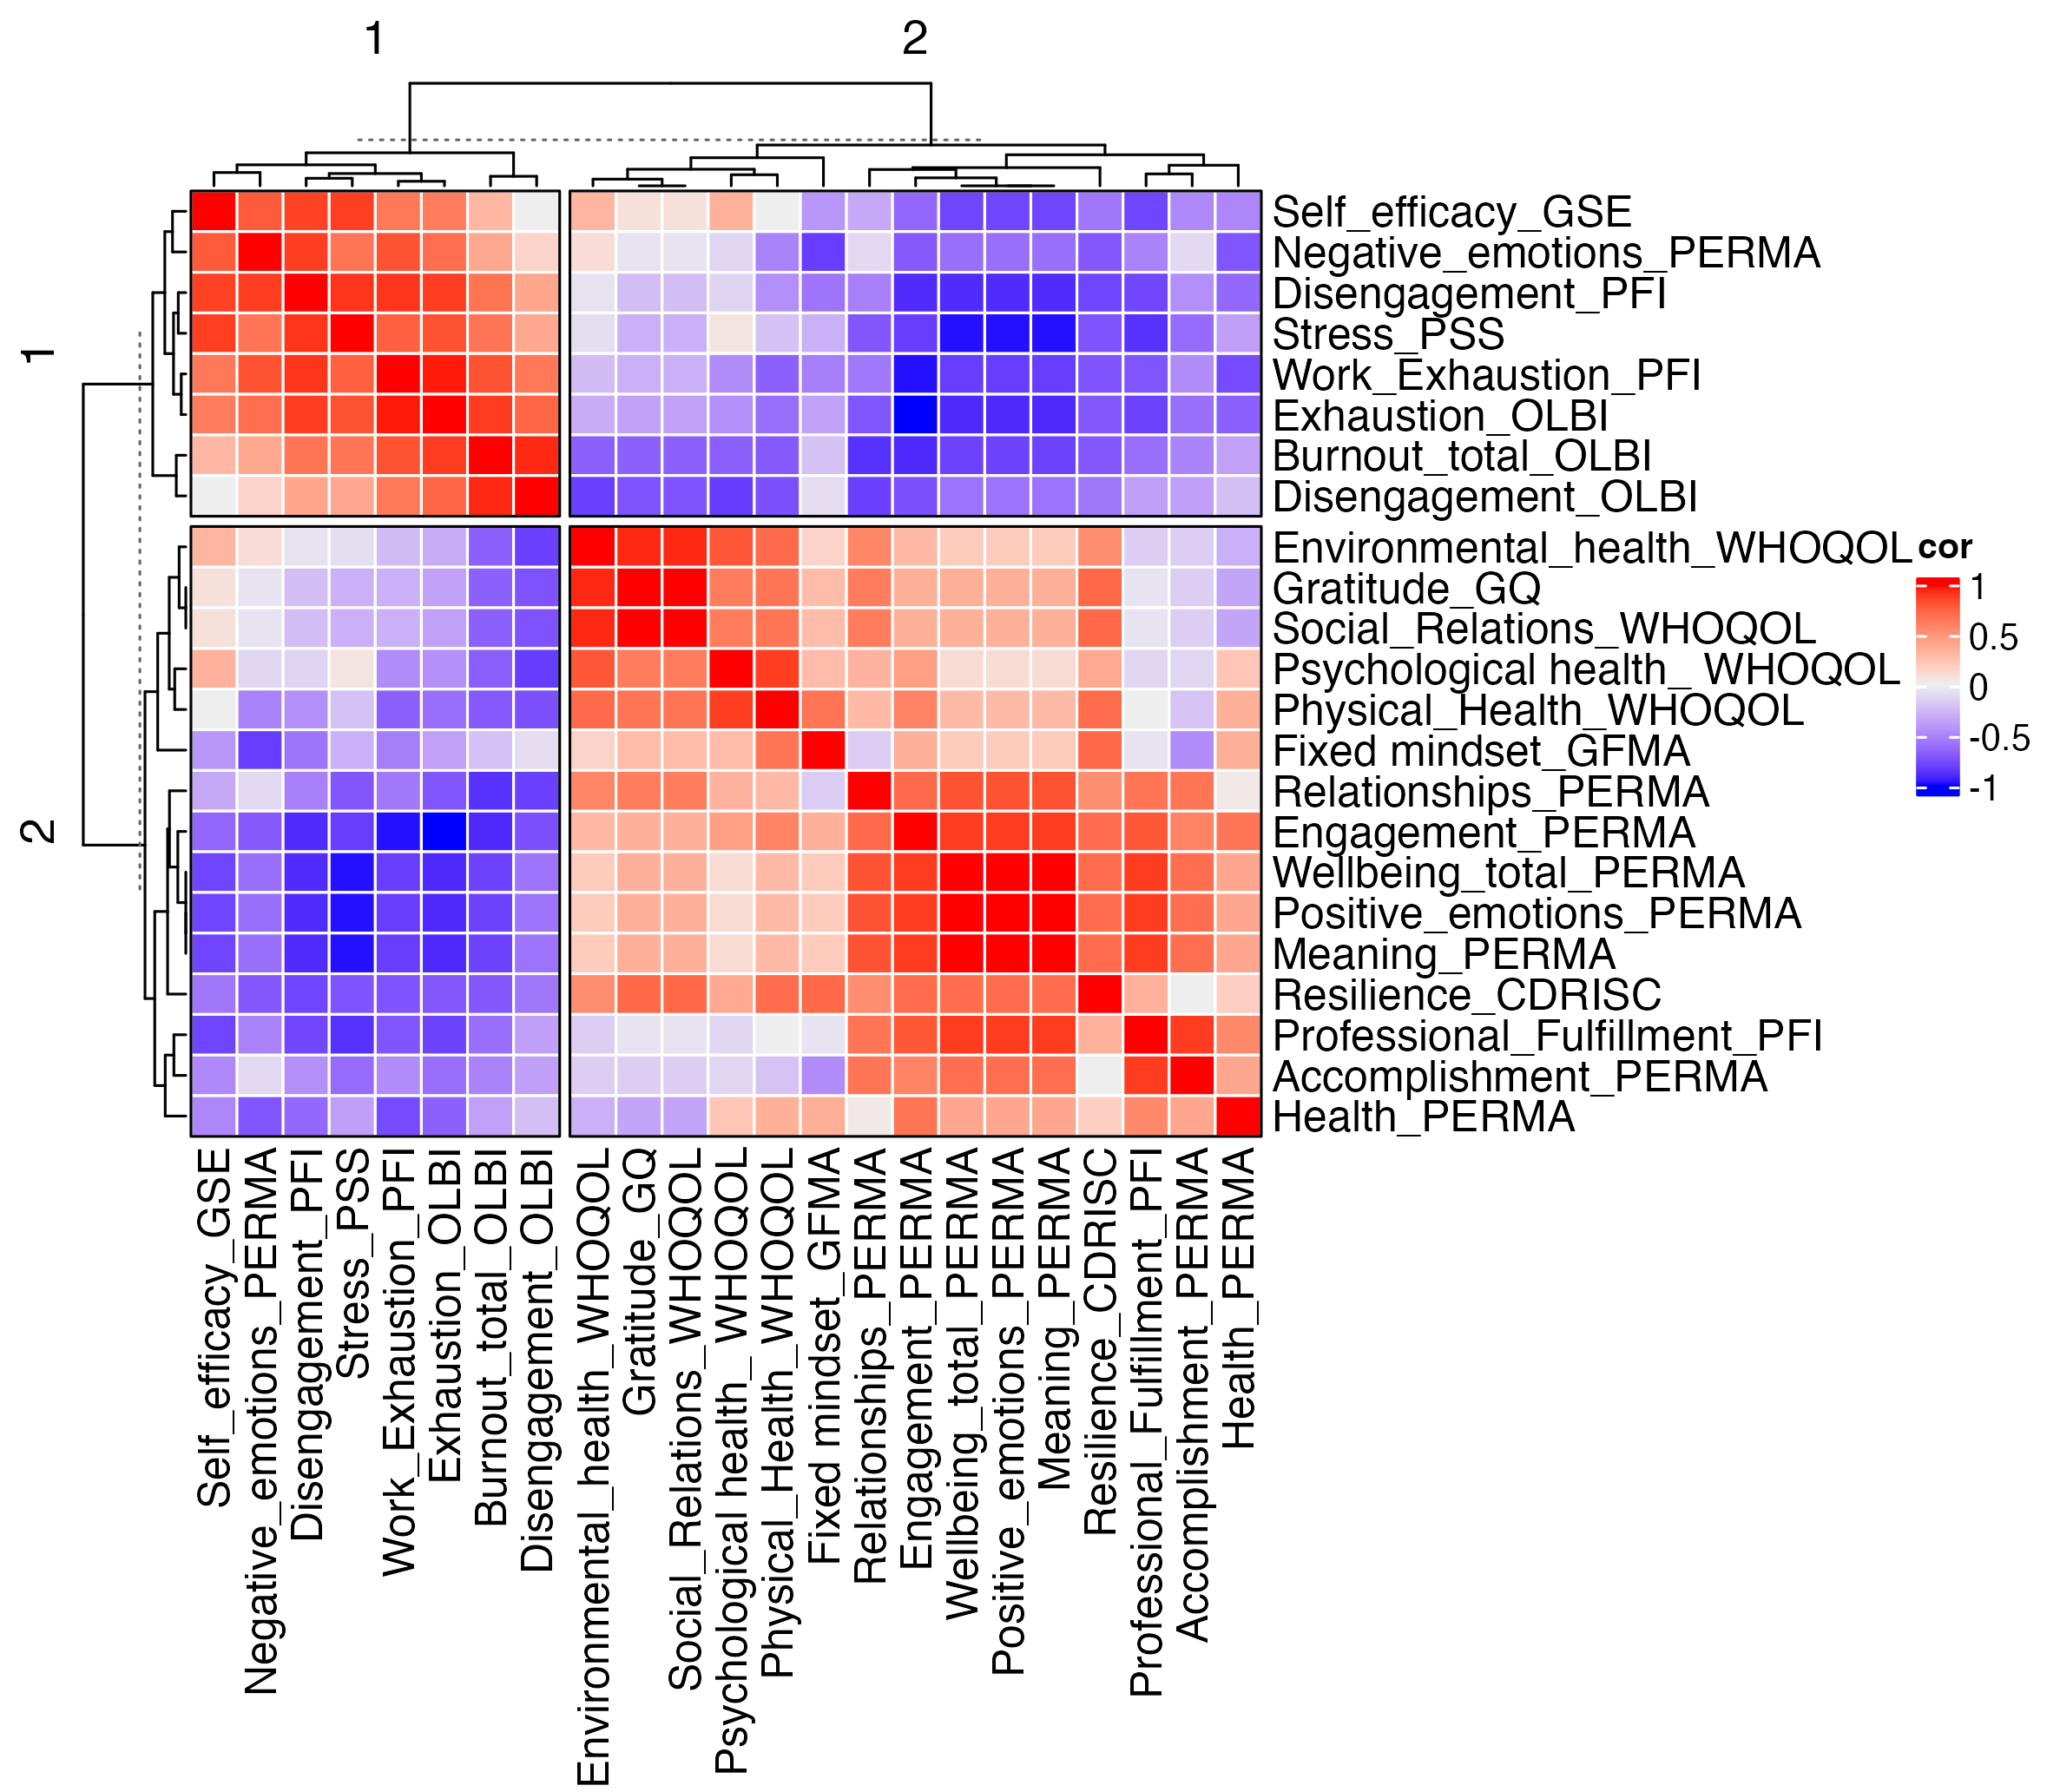 1
2
1
2
Self_efficacy_GSE
Negative_emotions_PERMA
Disengagement_PFI
Stress_PSS
Work_Exhaustion_PFI
Exhaustion_OLBI
Burnout_total_OLBI
Disengagement_OLBI
Environmental_health_WHOQOL
Gratitude_GQ
Social_Relations_WHOQOL
Psychological health_ WHOQOL
Physical_Health_WHOQOL
Fixed mindset_GFMA
Relationships_PERMA
Engagement_PERMA
Wellbeing_total_PERMA
Positive_emotions_PERMA
Meaning_PERMA
Resilience_CDRISC
Professional_Fulfillment_PFI
Accomplishment_PERMA
Health_PERMA
cor
1
0.5
0
-0.5
-1
Self_efficacy_GSE
Negative_emotions_PERMA
Disengagement_PFI
Stress_PSS
Work_Exhaustion_PFI
Exhaustion_OLBI
Burnout_total_OLBI
Disengagement_OLBI
Environmental_health_WHOQOL
Gratitude_GQ
Social_Relations_WHOQOL
Psychological health_ WHOQOL
Physical_Health_WHOQOL
Fixed mindset_GFMA
Relationships_PERMA
Engagement_PERMA
Wellbeing_total_PERMA
Positive_emotions_PERMA
Meaning_PERMA
Resilience_CDRISC
Professional_Fulfillment_PFI
Accomplishment_PERMA
Health_PERMA